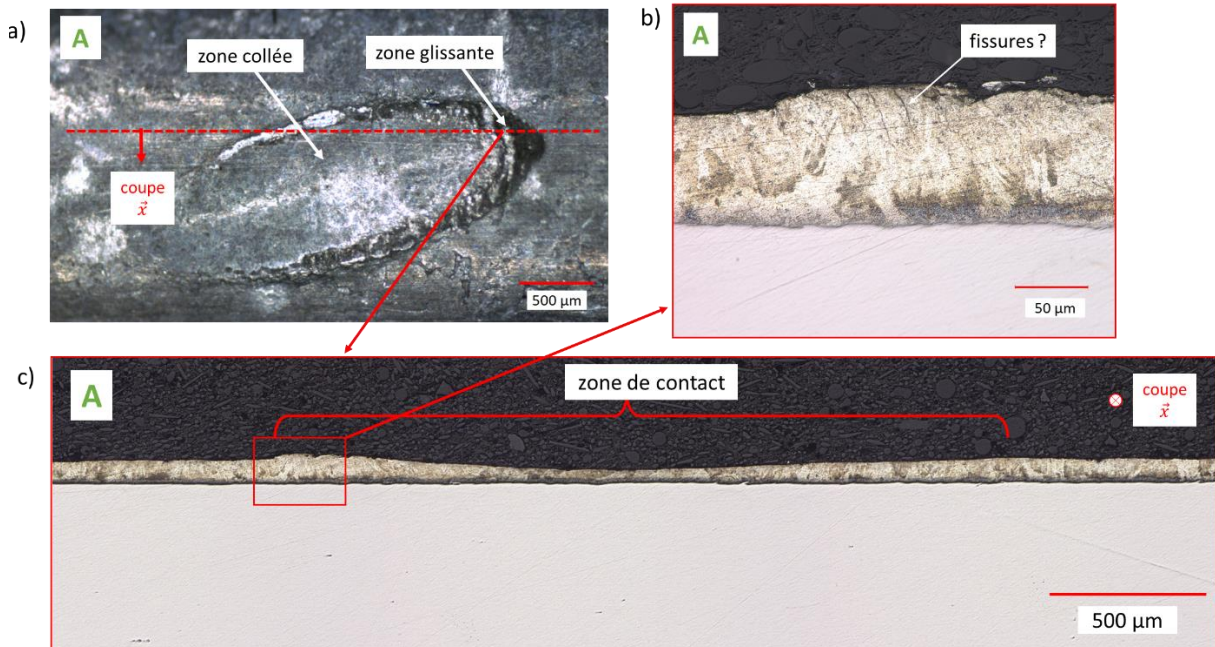 a)
A
zone collée
zone glissante
coupe
x⃗
500 µm
b)
A
fissures ?
50 µm
c)
A
zone de contact
coupe
x⃗
500 µm